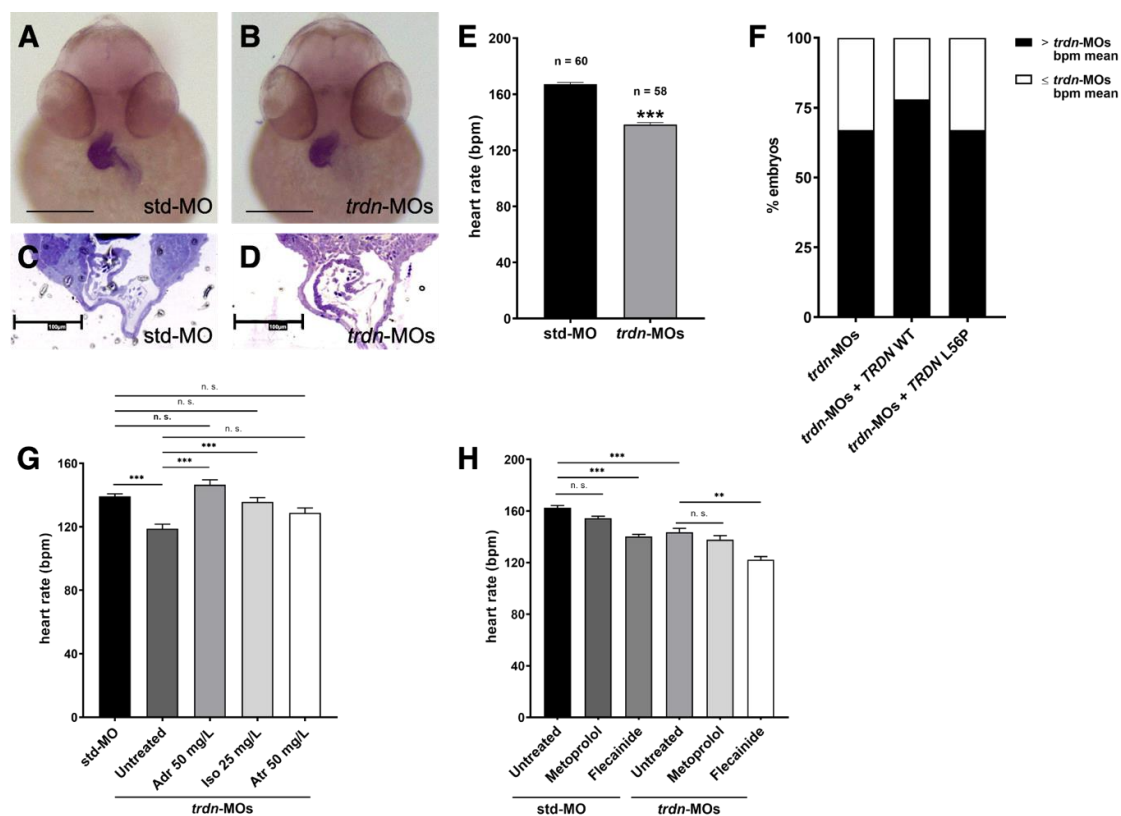 A
std-MO
B
trdn-MOs
C
100µm
std-MO
D
100µm
trdn-MOs
E
200
160
120
80
40
0
heart rate (bpm)
n = 60
n = 58
***
std-MO
trdn-MOs
F
100
75
50
25
0
% embryos
> trdn-MOs
bpm mean
≤ trdn-MOs
bpm mean
trdn-MOs
trdn-MOs + TRDN WT
trdn-MOs + TRDN L56P
G
n. s.
n. s.
n. s.
n. s.
***
***
***
160
120
80
40
0
heart rate (bpm)
std-MO
Untreated
Adr 50 mg/L
Iso 25 mg/L
Atr 50 mg/L
trdn-MOs
H
***
***
n. s.
**
n. s.
200
160
120
80
40
0
heart rate (bpm)
Untreated
Metoprolol
Flecainide
Untreated
Metoprolol
Flecainide
std-MO
trdn-MOs